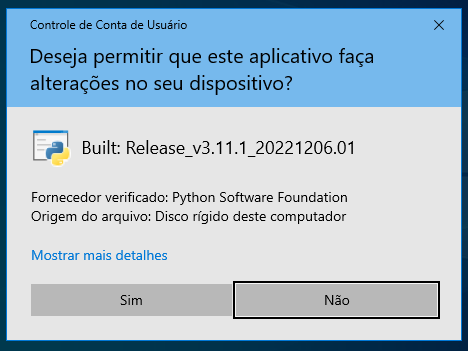 Controle de Conta de Usuário
Deseja permitir que este aplicativo faça
alterações no seu dispositivo?
Built: Release_v3.11.1_20221206.01
Fornecedor verificado: Python Software Foundation
Origem do arquivo: Disco rígido deste computador
Mostrar mais detalhes
Sim
Não